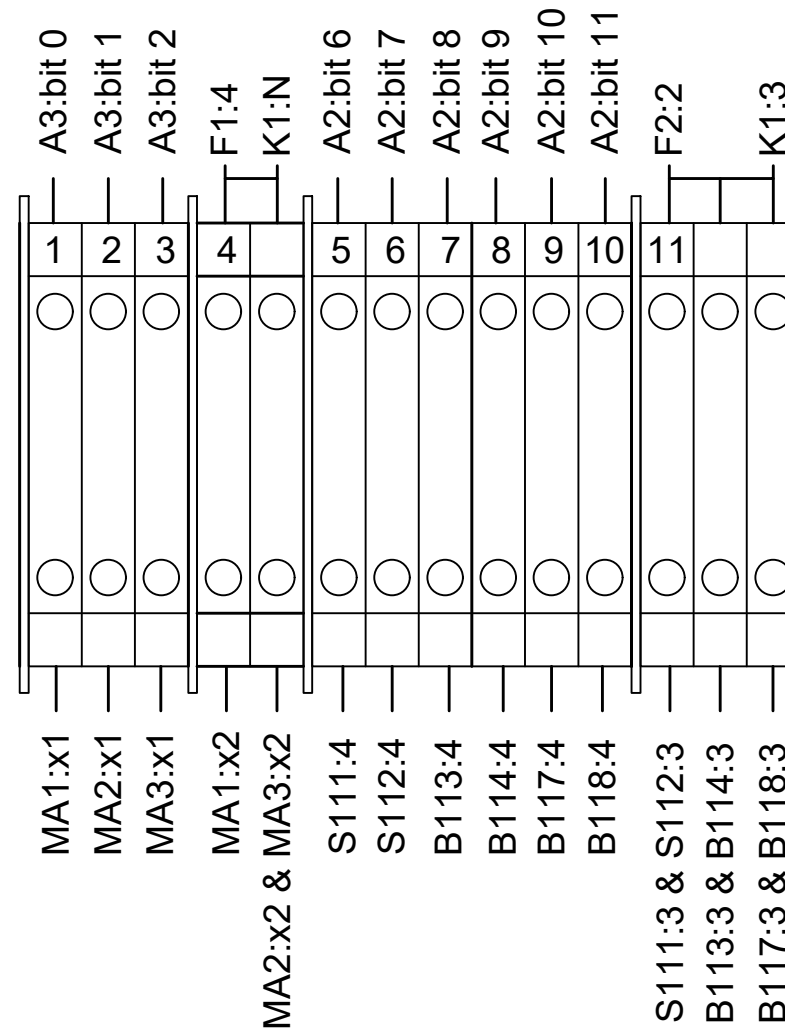 A3:bit 0
A3:bit 1
A3:bit 2
F1:4
K1:N
A2:bit 6
A2:bit 7
A2:bit 8
A2:bit 9
A2:bit 10
A2:bit 11
F2:2
K1:3
1 2 3 4 5 6 7 8 9 10 11
MA1:x1
MA2:x1
MA3:x1
MA1:x2
MA2:x2 & MA3:x2
S111:4
S112:4
B113:4
B114:4
B117:4
B118:4
S111:3 & S112:3
B113:3 & B114:3
B117:3 & B118:3